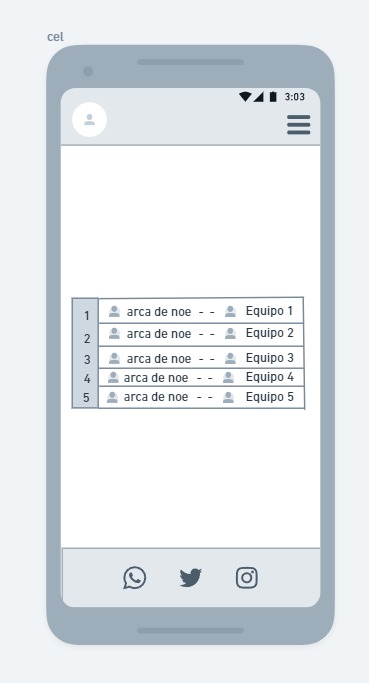 cel
3:03
1 arca de noe - - Equipo 1
2 arca de noe - - Equipo 2
3 arca de noe - - Equipo 3
4 arca de noe - - Equipo 4
5 arca de noe - - Equipo 5